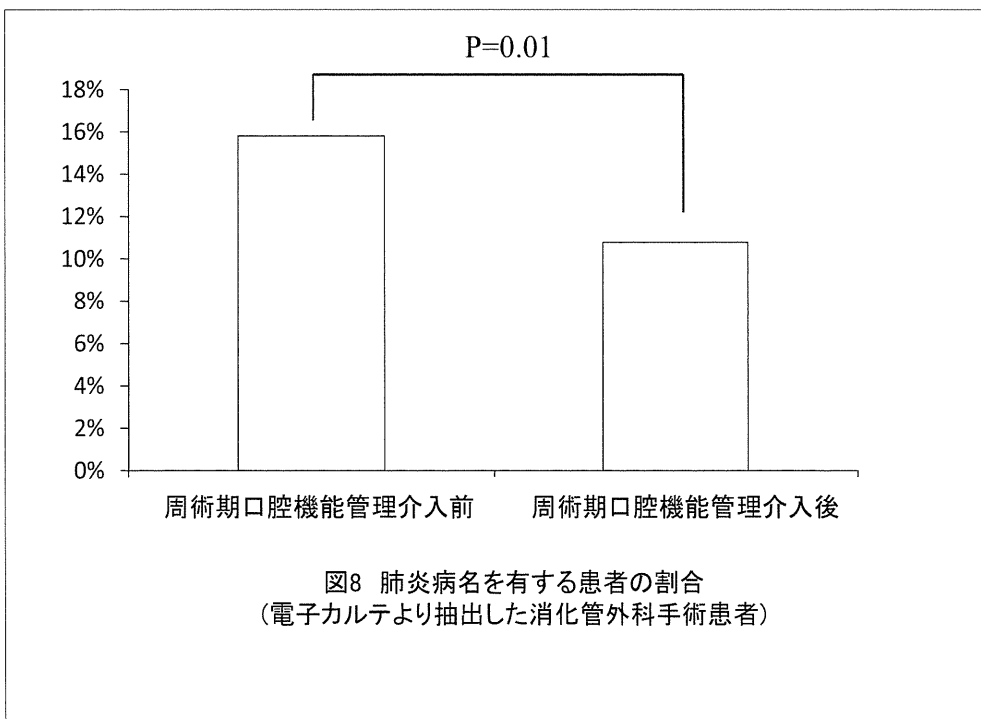 P=0.01
18%
16%
14%
12%
10%
8%
6%
4%
2%
0%
周術期口腔機能管理介入前
周術期口腔機能管理介入後
図8 肺炎病名を有する患者の割合
（電子カルテより抽出した消化管外科手術患者）